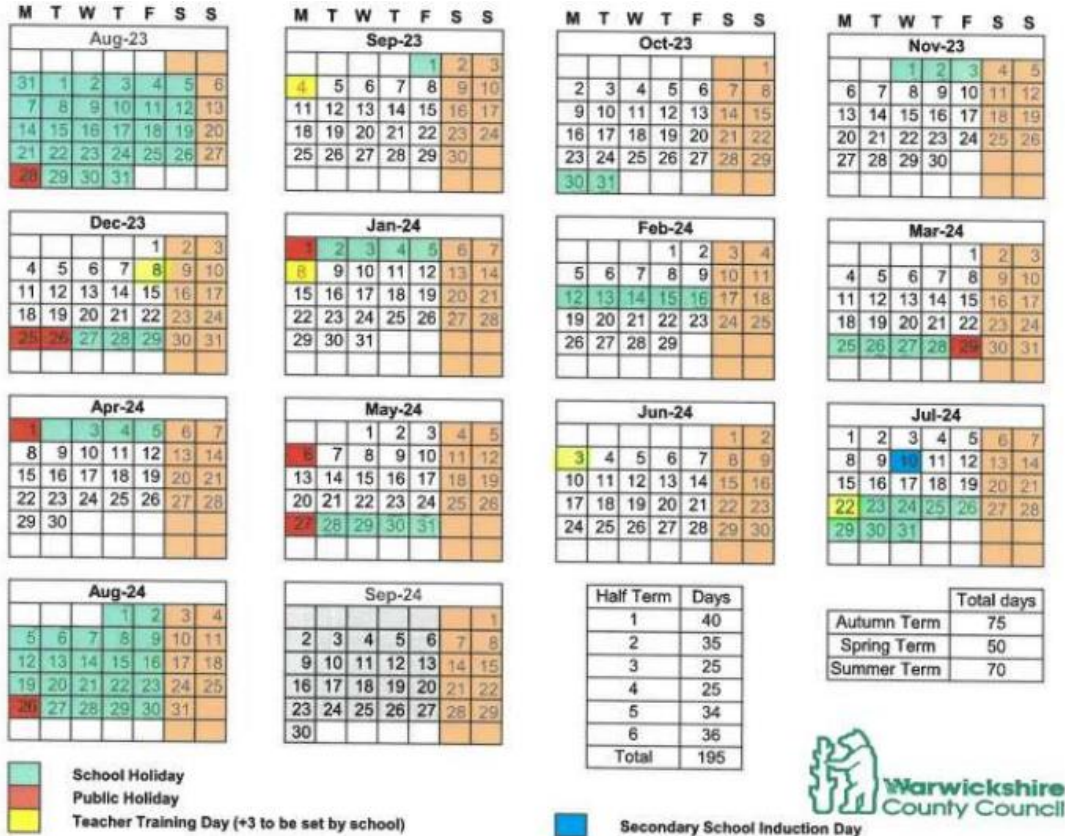 M T W T F S S
Aug-23
31 1 2 3 4 5 6
7 8 9 10 11 12 13
14 15 16 17 18 19 20
21 22 23 24 25 26 27
28 29 30 31
M T W T F S S
Sep-23
1 2 3
4 5 6 7 8 9 10
11 12 13 14 15 16 17
18 19 20 21 22 23 24
25 26 27 28 29 30
M T W T F S S
Oct-23
1
2 3 4 5 6 7 8
9 10 11 12 13 14 15
16 17 18 19 20 21 22
23 24 25 26 27 28 29
30 31
M T W T F S S
Nov-23
1 2 3 4 5
6 7 8 9 10 11 12
13 14 15 16 17 18 19
20 21 22 23 24 25 26
27 28 29 30
Dec-23
1 2 3
4 5 6 7 8 9 10
11 12 13 14 15 16 17
18 19 20 21 22 23 24
25 26 27 28 29 30 31
Jan-24
1 2 3 4 5 6 7
8 9 10 11 12 13 14
15 16 17 18 19 20 21
22 23 24 25 26 27 28
29 30 31
Feb-24
1 2 3 4
5 6 7 8 9 10 11
12 13 14 15 16 17 18
19 20 21 22 23 24 25
26 27 28 29
Mar-24
1 2 3
4 5 6 7 8 9 10
11 12 13 14 15 16 17
18 19 20 21 22 23 24
25 26 27 28 29 30 31
Apr-24
1 3 4 5 6 7
8 9 10 11 12 13 14
15 16 17 18 19 20 21
22 23 24 25 26 27 28
29 30
May-24
1 2 3 4 5
6 7 8 9 10 11 12
13 14 15 16 17 18 19
20 21 22 23 24 25 26
27 28 29 30 31
Jun-24
1 2
3 4 5 6 7 8 9
10 11 12 13 14 15 16
17 18 19 20 21 22 23
24 25 26 27 28 29 30
Jul-24
1 2 3 4 5 6 7
8 9 10 11 12 13 14
15 16 17 18 19 20 21
22 23 24 25 26 27 28
29 30 31
Aug-24
1 2 3 4
5 6 7 8 9 10 11
12 13 14 15 16 17 18
19 20 21 22 23 24 25
26 27 28 29 30 31
Sep-24
1
2 3 4 5 6 7 8
9 10 11 12 13 14 15
16 17 18 19 20 21 22
23 24 25 26 27 28 29
30
Half Term Days
1 40
2 35
3 25
4 25
5 34
6 36
Total 195
Total days
Autumn Term 75
Spring Term 50
Summer Term 70
School Holiday
Public Holiday
Teacher Training Day (+3 to be set by school)
Secondary School Induction Day
Warwickshire
County Council